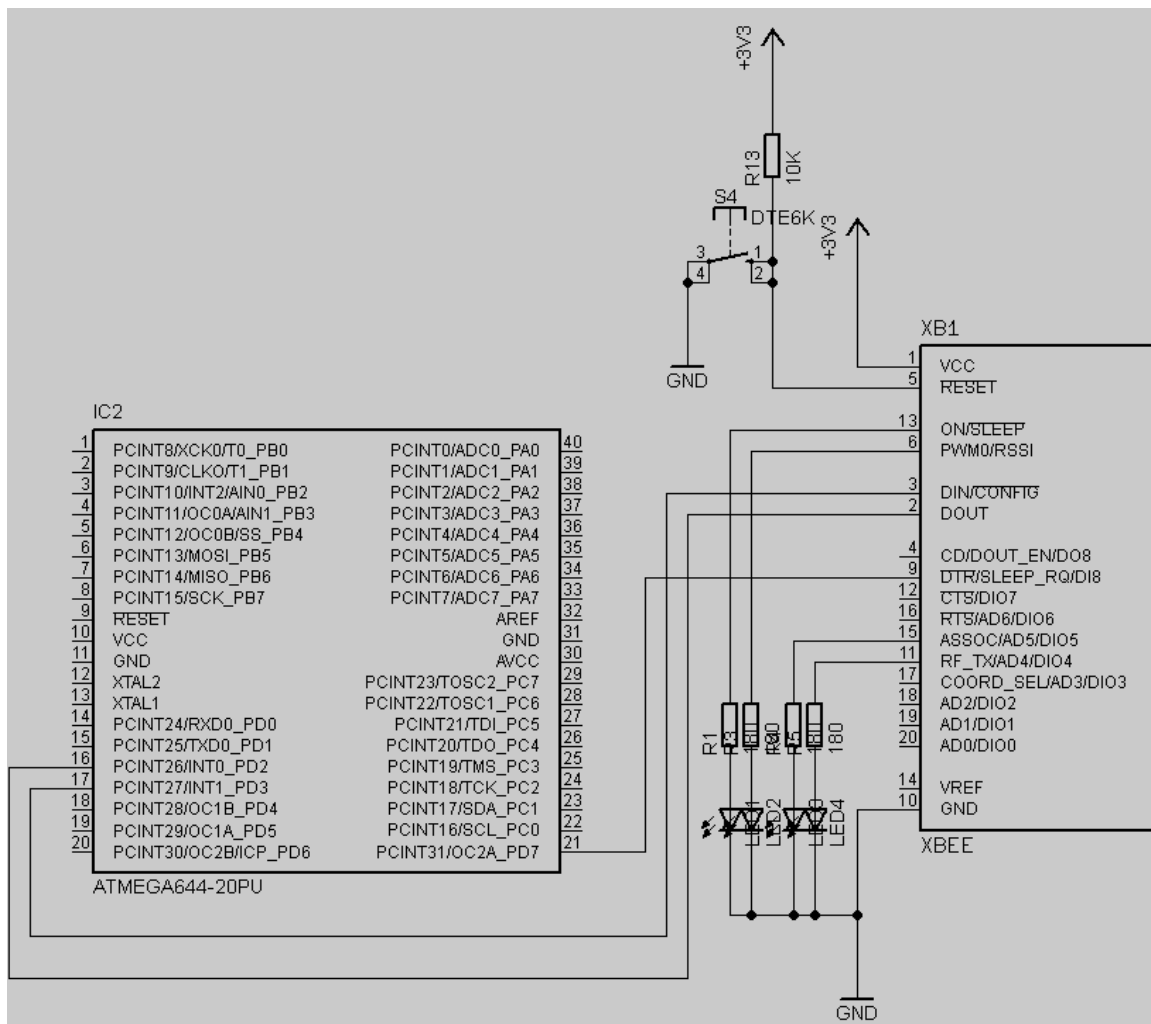 +3V3
R13
10K
S4
DTE6K
3
1
4
2
GND
+3V3
XB1
1
VCC
5
RESET
13
ON/SLEEP
6
PWM0/RSSI
3
DIN/CONFIG
2
DOUT
4
CD/DOUT_EN/DO8
9
DTR/SLEEP_RQ/DI8
12
CTS/DIO7
16
RTS/AD6/DIO6
15
ASSOC/AD5/DIO5
11
RF_TX/AD4/DIO4
17
COORD_SEL/AD3/DIO3
18
AD2/DIO2
19
AD1/DIO1
20
AD0/DIO0
14
VREF
10
GND
XBEE
IC2
1 PCINT8/XCK0/T0_PB0
PCINT0/ADC0_PA0 40
2 PCINT9/CLKO/T1_PB1
PCINT1/ADC1_PA1 39
3 PCINT10/INT2/AIN0_PB2
PCINT2/ADC2_PA2 38
4 PCINT11/OC0A/AIN1_PB3
PCINT3/ADC3_PA3 37
5 PCINT12/OC0B/SS_PB4
PCINT4/ADC4_PA4 36
6 PCINT13/MOSI_PB5
PCINT5/ADC5_PA5 35
7 PCINT14/MISO_PB6
PCINT6/ADC6_PA6 34
8 PCINT15/SCK_PB7
PCINT7/ADC7_PA7 33
9 RESET
AREF 32
10 VCC
GND 31
11 GND
AVCC 30
12 XTAL2
PCINT23/TOSC2_PC7 29
13 XTAL1
PCINT22/TOSC1_PC6 28
14 PCINT24/RXD0_PD0
PCINT21/TDI_PC5 27
15 PCINT25/TXD0_PD1
PCINT20/TDO_PC4 26
16 PCINT26/INT0_PD2
PCINT19/TMS_PC3 25
17 PCINT27/INT1_PD3
PCINT18/TCK_PC2 24
18 PCINT28/OC1B_PD4
PCINT17/SDA_PC1 23
19 PCINT29/OC1A_PD5
PCINT16/SCL_PC0 22
20 PCINT30/OC2B/ICP_PD6
PCINT31/OC2A_PD7 21
ATMEGA644-20PU
R1
R3
R5
180
LED2
LED4
GND